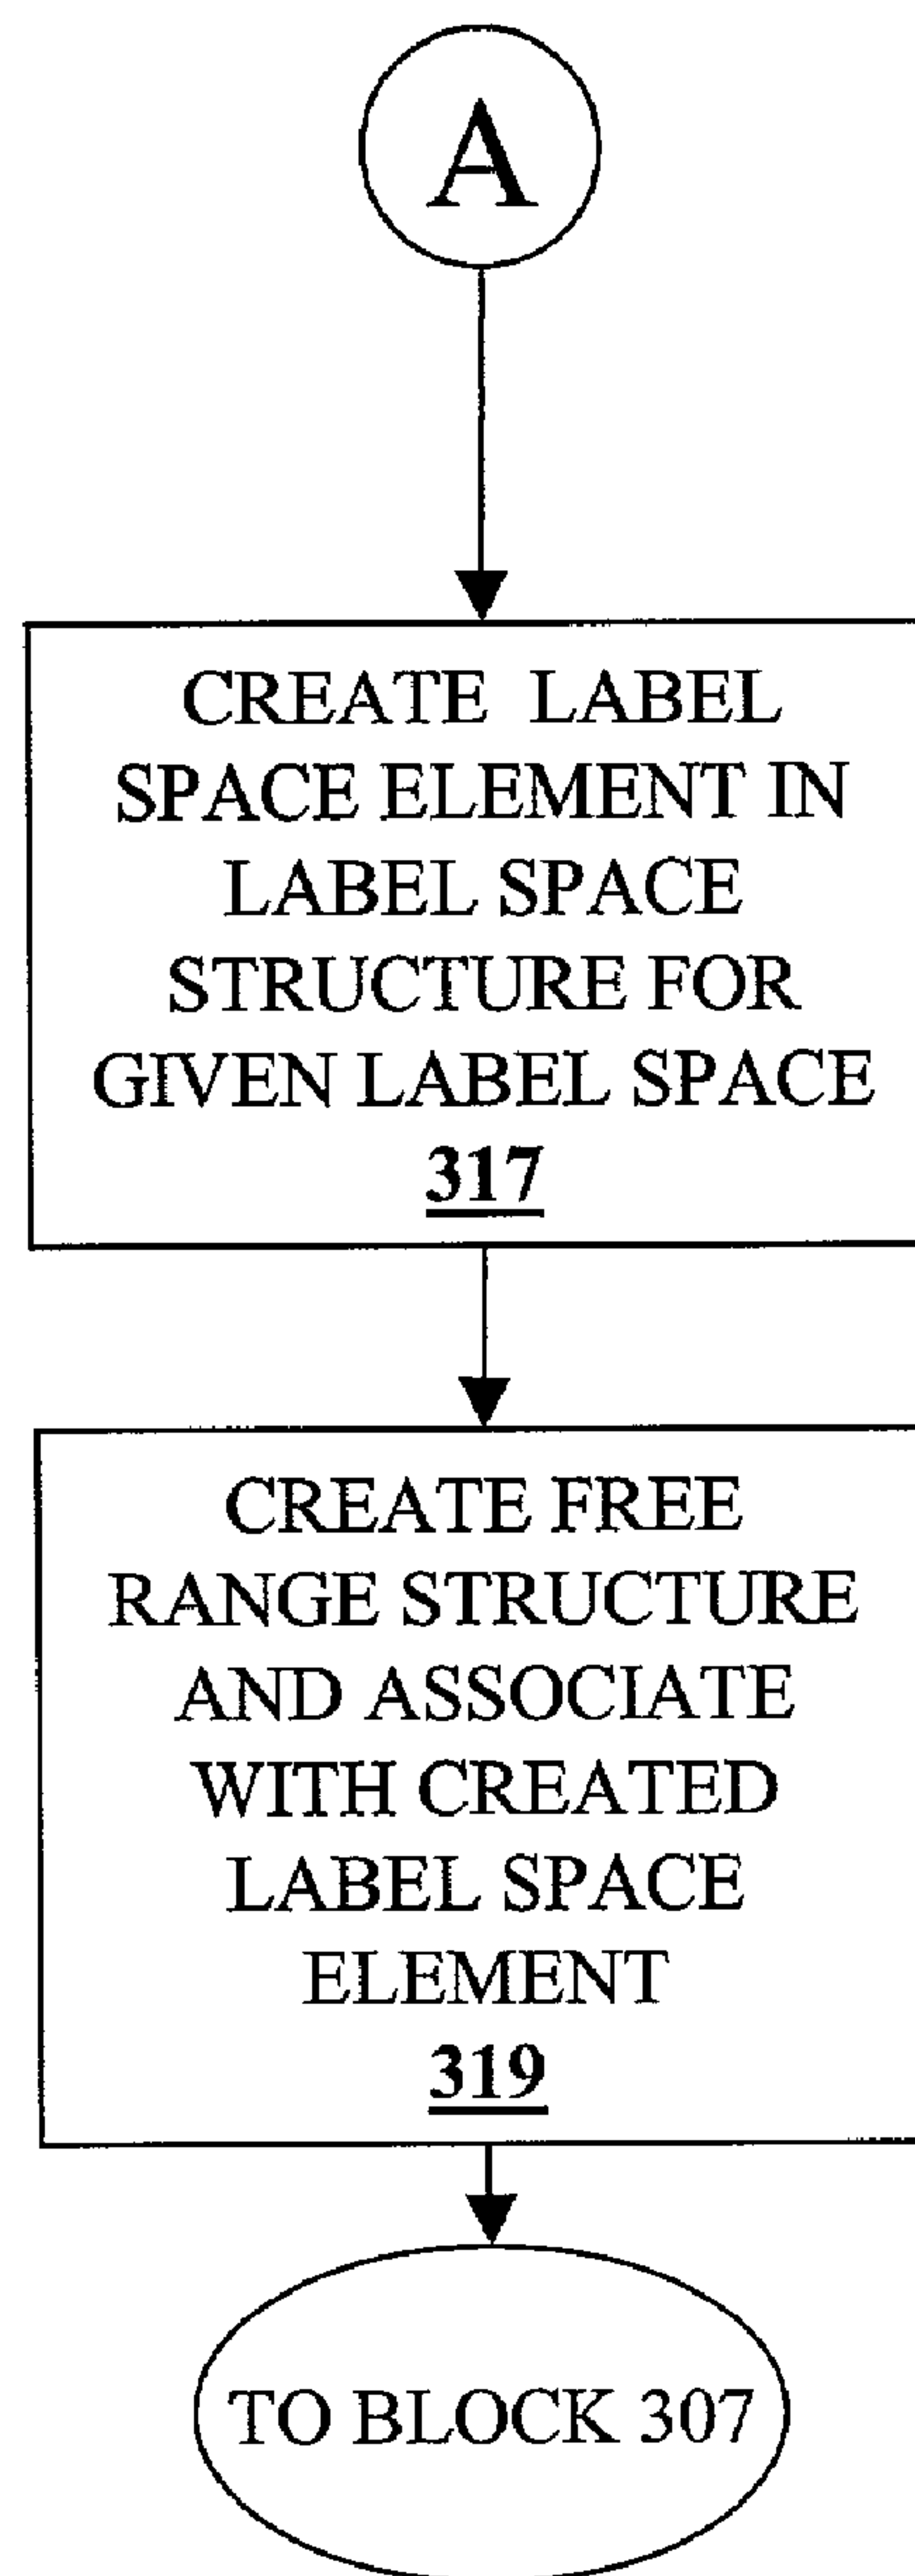 A
CREATE LABEL
SPACE ELEMENT IN
LABEL SPACE
STRUCTURE FOR
GIVEN LABEL SPACE
317
CREATE FREE
RANGE STRUCTURE
AND ASSOCIATE
WITH CREATED
LABEL SPACE
ELEMENT
319
TO BLOCK 307